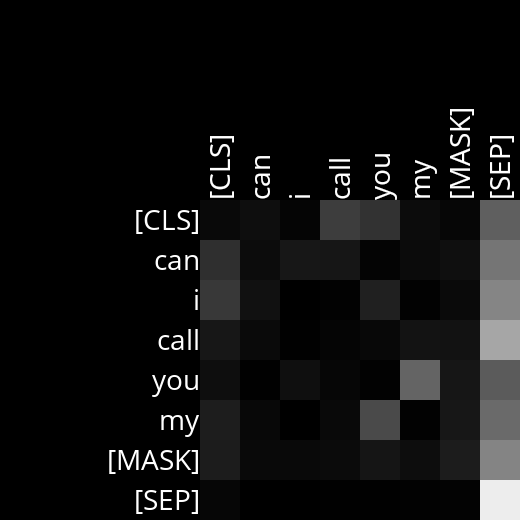 [CLS] can i call you my [MASK] [SEP]
[CLS]
can
i
call
you
my
[MASK]
[SEP]